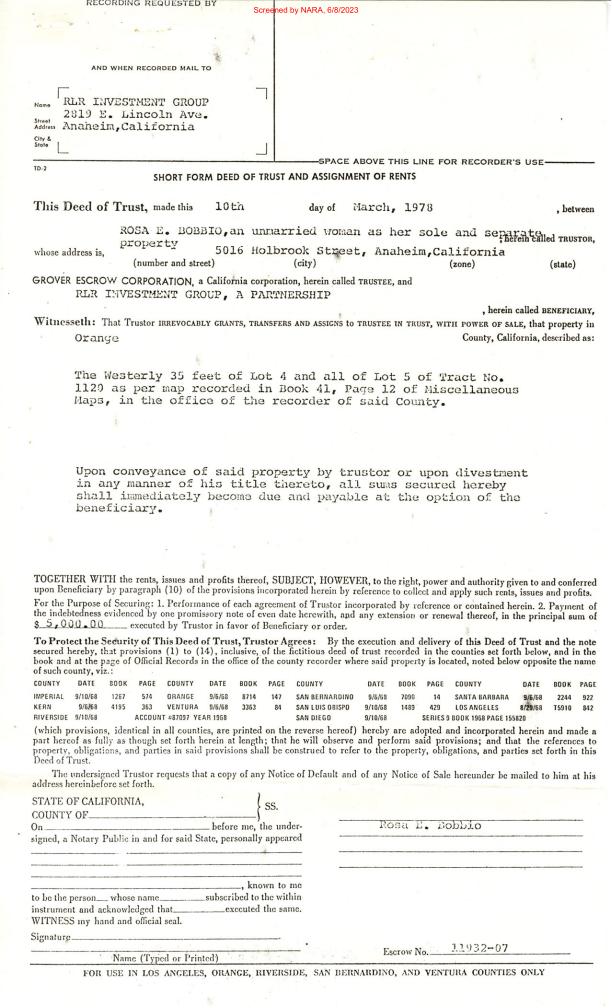 Screened by NARA, 6/8/2023
RECORDING REQUESTED BY
AND WHEN RECORDED MAIL TO
Name
Street Address
City & State
RLR INVESTMENT GROUP
2819 E. Lincoln Ave.
Anaheim,California
SPACE ABOVE THIS LINE FOR RECORDER'S USE
TD-2
SHORT FORM DEED OF TRUST AND ASSIGNMENT OF RENTS
This Deed of Trust, made this 10th day of March, 1978 , between
ROSA E. BOBBIO,an unmarried woman as her sole and separate
property , herein called TRUSTOR,
whose address is, 5016 Holbrook Street, Anaheim,California
(number and street) (city) (zone) (state)
GROVER ESCROW CORPORATION, a California corporation, herein called TRUSTEE, and
RLR INVESTMENT GROUP, A PARTNERSHIP
, herein called BENEFICIARY,
Witnesseth: That Trustor IRREVOCABLY GRANTS, TRANSFERS AND ASSIGNS to TRUSTEE IN TRUST, WITH POWER OF SALE, that property in
Orange County, California, described as:
The Westerly 35 feet of Lot 4 and all of Lot 5 of Tract No.
1129 as per map recorded in Book 41, Page 12 of Miscellaneous
Maps, in the office of the recorder of said County.
Upon conveyance of said property by trustor or upon divestment
in any manner of his title thereto, all sums secured hereby
shall immediately become due and payable at the option of the
beneficiary.
TOGETHER WITH the rents, issues and profits thereof, SUBJECT, HOWEVER, to the right, power and authority given to and conferred
upon Beneficiary by paragraph (10) of the provisions incorporated herein by reference to collect and apply such rents, issues and profits.
For the Purpose of Securing: 1. Performance of each agreement of Trustor incorporated by reference or contained herein. 2. Payment of
the indebtedness evidenced by one promissory note of even date herewith, and any extension or renewal thereof, in the principal sum of
$ 5,000.00 executed by Trustor in favor of Beneficiary or order.
To Protect the Security of This Deed of Trust, Trustor Agrees: By the execution and delivery of this Deed of Trust and the note
secured hereby, that provisions (1) to (14), inclusive, of the fictitious deed of trust recorded in the counties set forth below, and in the
book and at the page of Official Records in the office of the county recorder where said property is located, noted below opposite the name
of such county, viz.:
COUNTY DATE BOOK PAGE COUNTY DATE BOOK PAGE COUNTY DATE BOOK PAGE COUNTY DATE BOOK PAGE
IMPERIAL 9/10/68 1267 574 ORANGE 9/6/68 8714 147 SAN BERNARDINO 9/6/68 7090 14 SANTA BARBARA 9/6/68 2244 922
KERN 9/6/68 4195 363 VENTURA 9/6/68 3363 84 SAN LUIS OBISPO 9/10/68 1489 429 LOS ANGELES 8/29/68 T5910 842
RIVERSIDE 9/10/68 ACCOUNT #87097 YEAR 1968 SAN DIEGO 9/10/68 SERIES 9 BOOK 1968 PAGE 155820
(which provisions, identical in all counties, are printed on the reverse hereof) hereby are adopted and incorporated herein and made a
part hereof as fully as though set forth herein at length; that he will observe and perform said provisions; and that the references to
property, obligations, and parties in said provisions shall be construed to refer to the property, obligations, and parties set forth in this
Deed of Trust.
The undersigned Trustor requests that a copy of any Notice of Default and of any Notice of Sale hereunder be mailed to him at his
address hereinbefore set forth.
STATE OF CALIFORNIA,
COUNTY OF SS.
On before me, the under-
signed, a Notary Public in and for said State, personally appeared
Rosa E. Bobbio
, known to me
to be the person whose name subscribed to the within
instrument and acknowledged that executed the same.
WITNESS my hand and official seal.
Signature
Name (Typed or Printed)
Escrow No. 11932-07
FOR USE IN LOS ANGELES, ORANGE, RIVERSIDE, SAN BERNARDINO, AND VENTURA COUNTIES ONLY